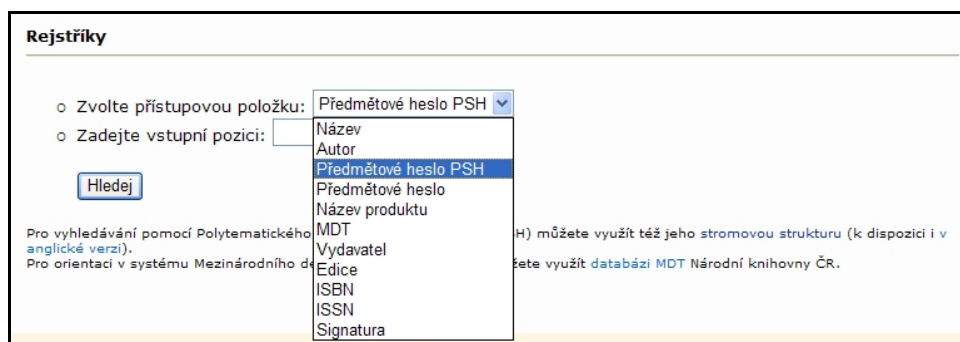 Rejstříky
o Zvolte přístupovou položku: Předmětové heslo PSH
o Zadejte vstupní pozici:
Název
Autor
Předmětové heslo PSH
Předmětové heslo
Název produktu
MDT
Vydavatel
Edice
ISBN
ISSN
Signatura
Hledej
Pro vyhledávání pomocí Polytematického H) můžete využít též jeho stromovou strukturu (k dispozici i v
anglické verzi).
Pro orientaci v systému Mezinárodního využít databázi MDT Národní knihovny ČR.